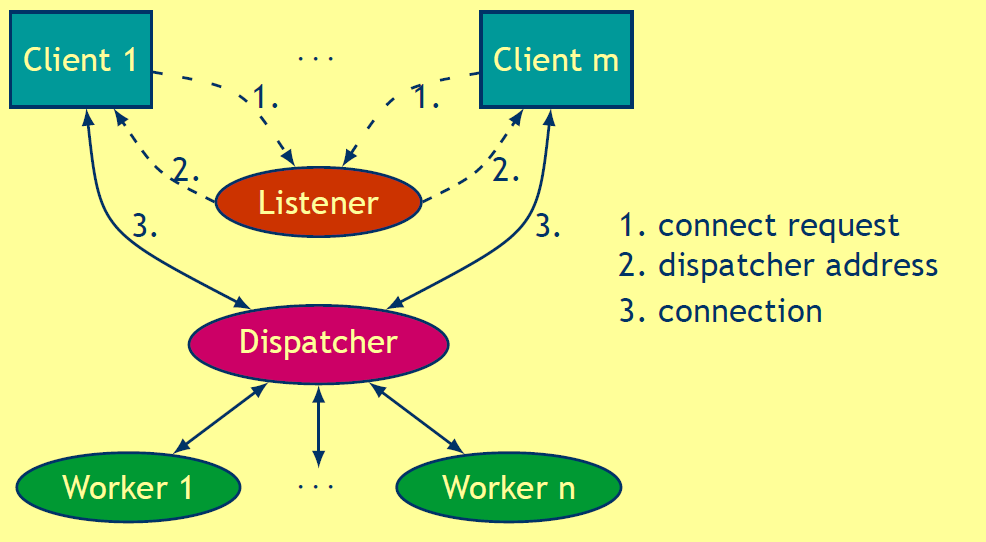 Client 1
...
Client m
1.
1.
2.
2.
Listener
3.
3.
1. connect request
2. dispatcher address
3. connection
Dispatcher
Worker 1
...
Worker n